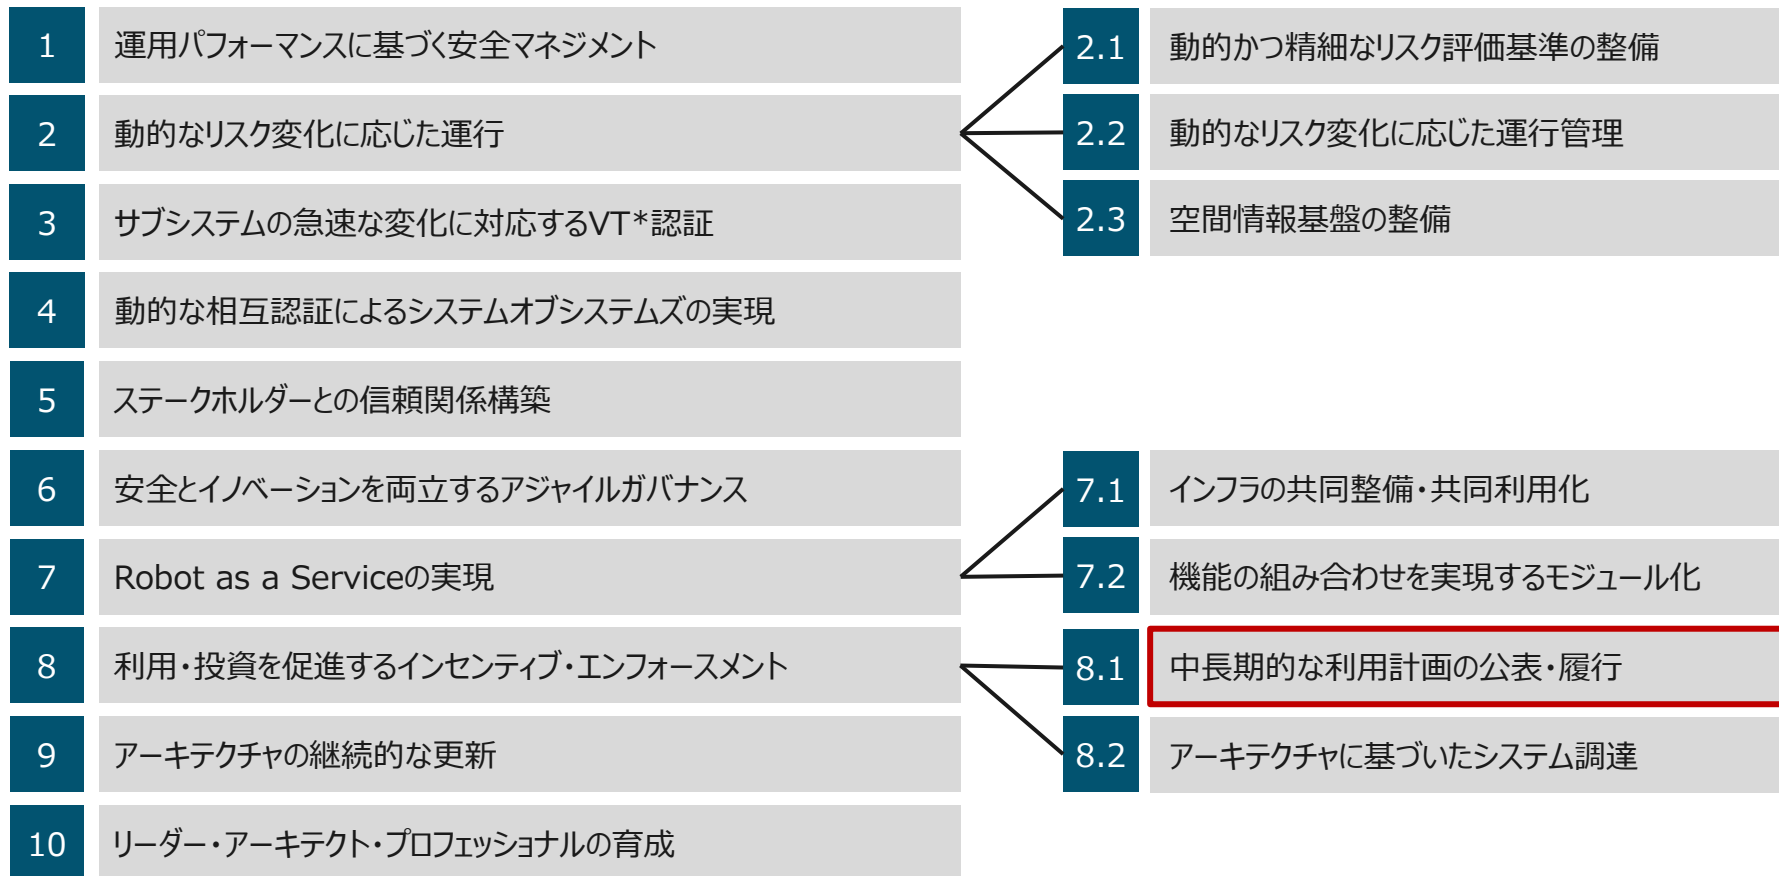 1 運用パフォーマンスに基づく安全マネジメント
2 動的なリスク変化に応じた運行
3 サブシステムの急速な変化に対応するVT*認証
4 動的な相互認証によるシステムオブシステムズの実現
5 ステークホルダーとの信頼関係構築
6 安全とイノベーションを両立するアジャイルガバナンス
7 Robot as a Serviceの実現
8 利用・投資を促進するインセンティブ・エンフォースメント
9 アーキテクチャの継続的な更新
10 リーダー・アーキテクト・プロフェッショナルの育成
2.1 動的かつ精細なリスク評価基準の整備
2.2 動的なリスク変化に応じた運行管理
2.3 空間情報基盤の整備
7.1 インフラの共同整備・共同利用化
7.2 機能の組み合わせを実現するモジュール化
8.1 中長期的な利用計画の公表・履行
8.2 アーキテクチャに基づいたシステム調達